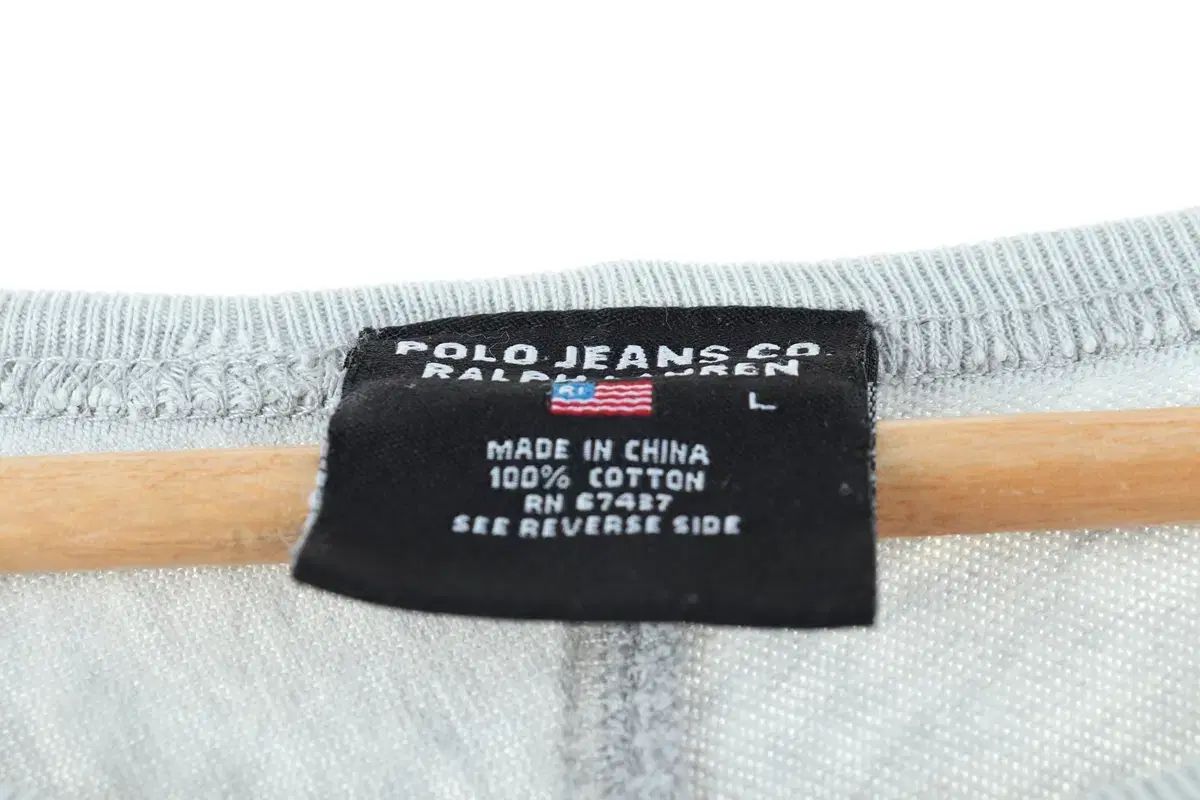 POLO JEANS CO.
RALPH LAUREN
RL
L
MADE IN CHINA
100% COTTON
RN 67437
SEE REVERSE SIDE